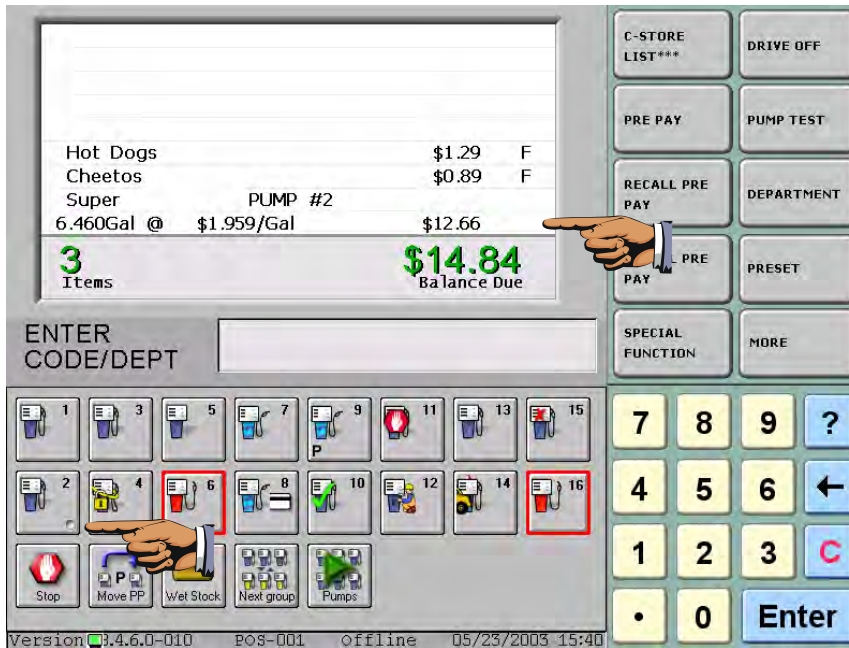 Hot Dogs $1.29 F
Cheetos $0.89 F
Super PUMP #2
6.460Gal @ $1.959/Gal $12.66
3 $14.84
Items Balance Due
ENTER
CODE/DEPT
C-STORE
LIST***
DRIVE OFF
PRE PAY
PUMP TEST
RECALL PRE
PAY
DEPARTMENT
PRE
PAY
PRESET
SPECIAL
FUNCTION
MORE
1 3 5 7 9 11 13 15
P
2 4 6 8 10 12 14 16
P
Stop Move PP Wet Stock Next group Pumps
7 8 9 ?
4 5 6 ←
1 2 3 C
. 0 Enter
Version 3.4.6.0-010 POS-001 Offline 05/23/2003 15:40